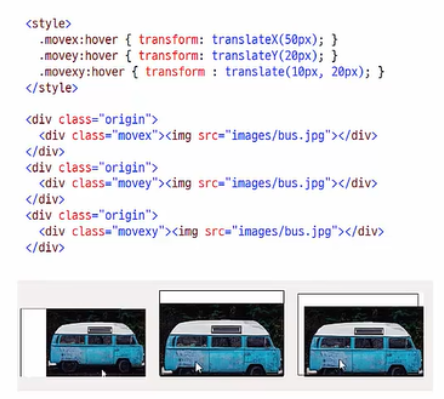 <style>
.movex:hover { transform: translateX(50px); }
.movey:hover { transform: translateY(20px); }
.movexy:hover { transform : translate(10px, 20px); }
</style>
<div class="origin">
<div class="movex"><img src="images/bus.jpg"></div>
</div>
<div class="origin">
<div class="movey"><img src="images/bus.jpg"></div>
</div>
<div class="origin">
<div class="movexy"><img src="images/bus.jpg"></div>
</div>